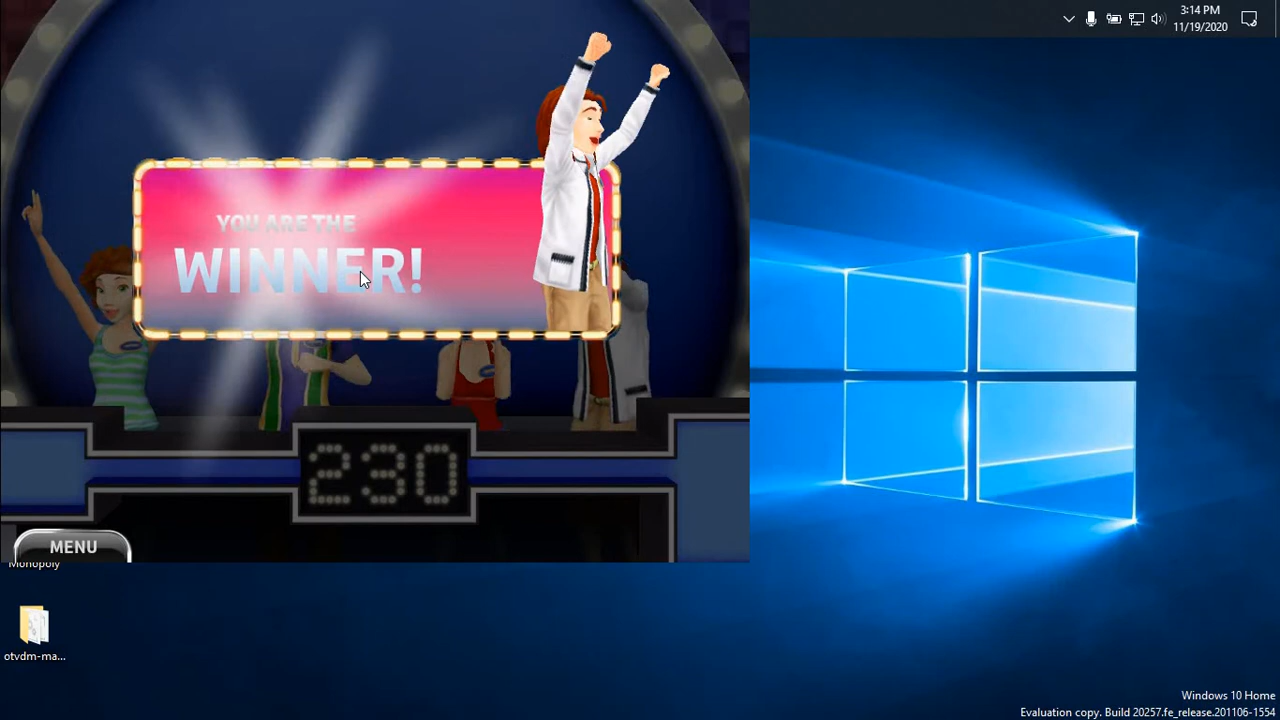 3:14 PM
11/19/2020
YOU ARE THE
WINNER!
230
MENU
Monopoly
otvdm-ma...
Windows 10 Home
Evaluation copy. Build 20257.fe_release.201106-1554